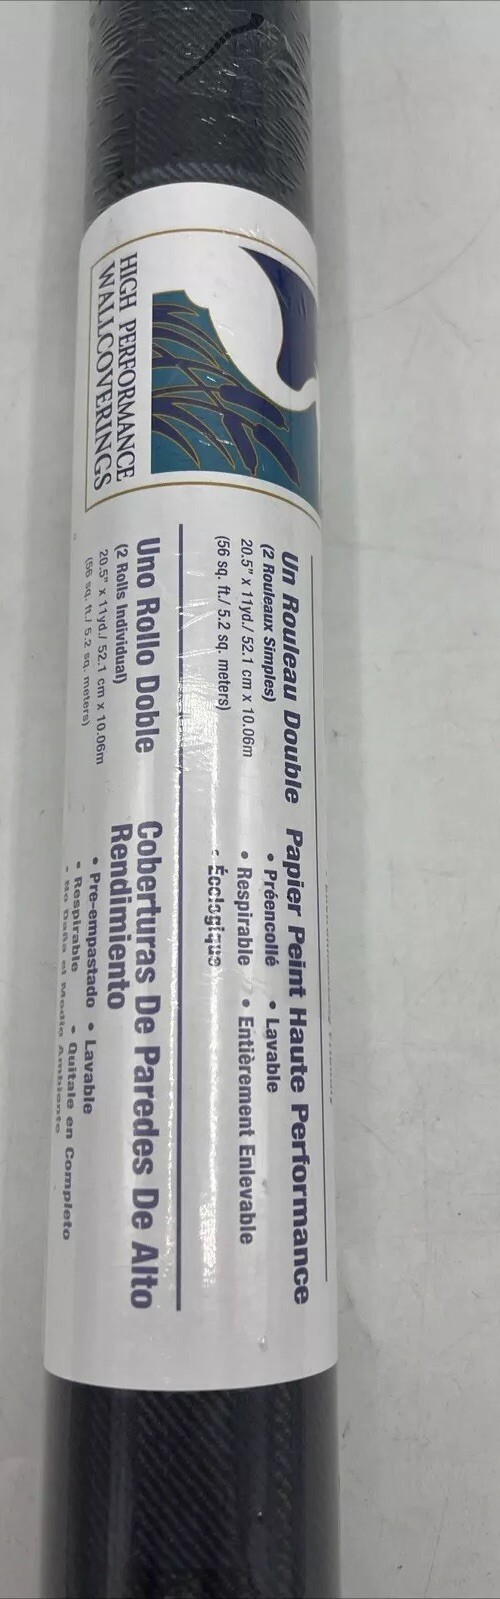 HIGH PERFORMANCE
WALLCOVERINGS
Un Rouleau Double
(2 Rouleaux Simples)
20.5" x 11yd./ 52.1 cm x 10.06m
(56 sq. ft./ 5.2 sq. meters)
Papier Peint Haute Performance
• Préencollé • Lavable
• Respirable • Entièrement Enlevable
• Écologique
Uno Rollo Doble
(2 Rolls Individual)
20.5" x 11yd./ 52.1 cm x 10.06m
(56 sq. ft./ 5.2 sq. meters)
Coberturas De Paredes De Alto
Rendimiento
• Pre-empastado • Lavable
• Respirable • Quitale en Completo
• No Daña el Medio Ambiente